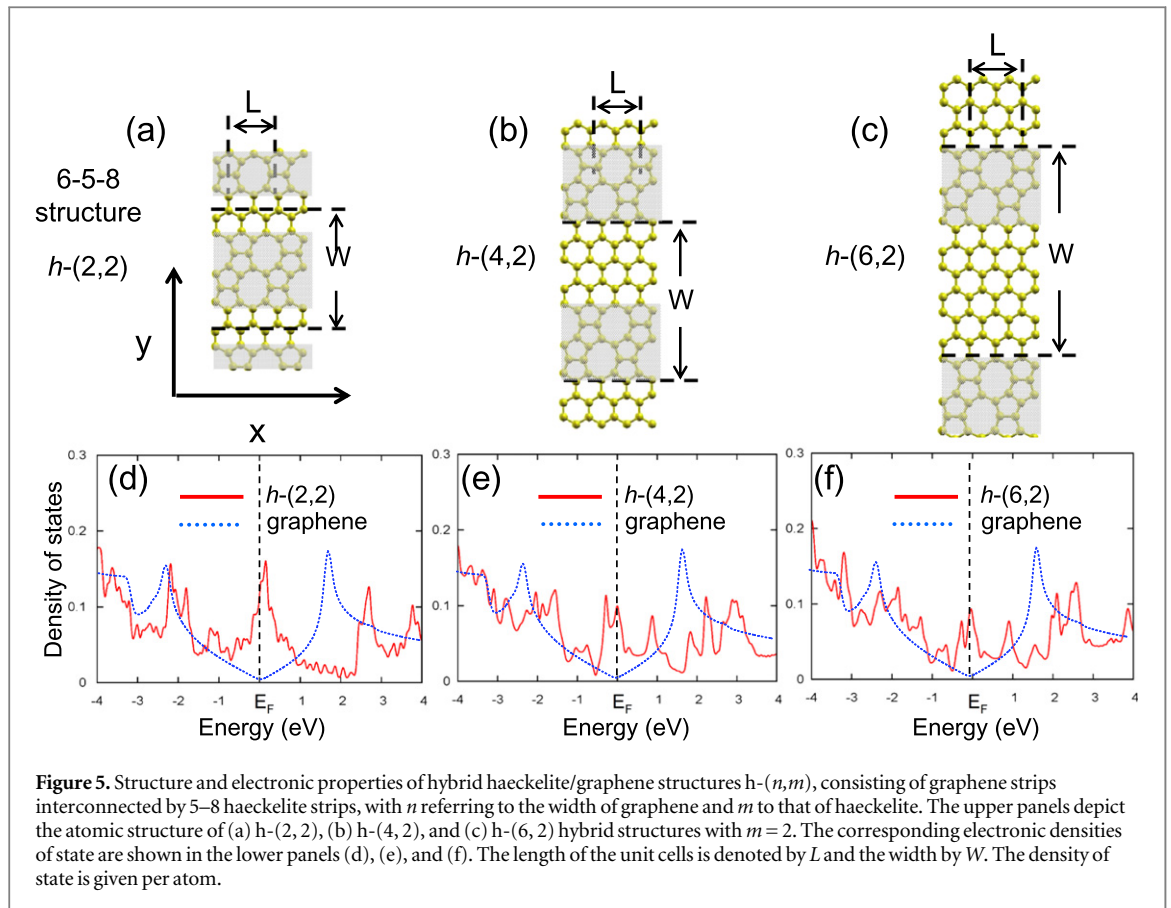 L
(a)
L
(b)
L
(c)
6-5-8
structure
h-(2,2)
W
h-(4,2)
W
h-(6,2)
W
y
x
0.3
(d)
h-(2,2)
graphene
0.2
0.1
0
Density of states
-4 -3 -2 -1 E_F 1 2 3 4
Energy (eV)
0.3
(e)
h-(4,2)
graphene
0.2
0.1
0
-4 -3 -2 -1 E_F 1 2 3 4
Energy (eV)
0.3
(f)
h-(6,2)
graphene
0.2
0.1
0
-4 -3 -2 -1 E_F 1 2 3 4
Energy (eV)
Figure 5. Structure and electronic properties of hybrid haeckelite/graphene structures h-(n,m), consisting of graphene strips
interconnected by 5–8 haeckelite strips, with n referring to the width of graphene and m to that of haeckelite. The upper panels depict
the atomic structure of (a) h-(2, 2), (b) h-(4, 2), and (c) h-(6, 2) hybrid structures with m = 2. The corresponding electronic densities
of state are shown in the lower panels (d), (e), and (f). The length of the unit cells is denoted by L and the width by W. The density of
state is given per atom.